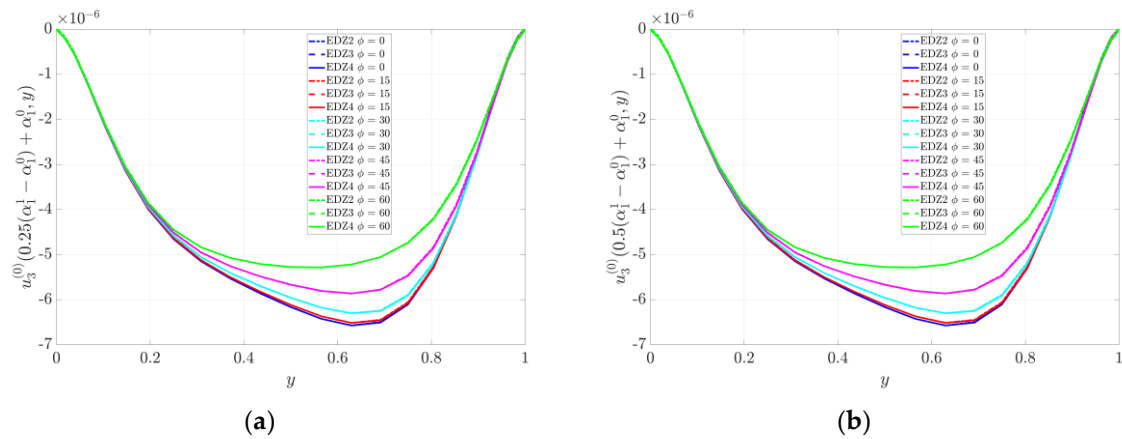 ×10⁻⁶
0
-1
-2
-3
-4
-5
-6
-7
0
0.2
0.4
0.6
0.8
1
y
u₃⁽⁰⁾(0.25(α₁¹ − α₁⁰) + α₁⁰, y)
EDZ2 ϕ = 0
EDZ3 ϕ = 0
EDZ4 ϕ = 0
EDZ2 ϕ = 15
EDZ3 ϕ = 15
EDZ4 ϕ = 15
EDZ2 ϕ = 30
EDZ3 ϕ = 30
EDZ4 ϕ = 30
EDZ2 ϕ = 45
EDZ3 ϕ = 45
EDZ4 ϕ = 45
EDZ2 ϕ = 60
EDZ3 ϕ = 60
EDZ4 ϕ = 60
(a)
×10⁻⁶
0
-1
-2
-3
-4
-5
-6
-7
0
0.2
0.4
0.6
0.8
1
y
u₃⁽⁰⁾(0.5(α₁¹ − α₁⁰) + α₁⁰, y)
EDZ2 ϕ = 0
EDZ3 ϕ = 0
EDZ4 ϕ = 0
EDZ2 ϕ = 15
EDZ3 ϕ = 15
EDZ4 ϕ = 15
EDZ2 ϕ = 30
EDZ3 ϕ = 30
EDZ4 ϕ = 30
EDZ2 ϕ = 45
EDZ3 ϕ = 45
EDZ4 ϕ = 45
EDZ2 ϕ = 60
EDZ3 ϕ = 60
EDZ4 ϕ = 60
(b)